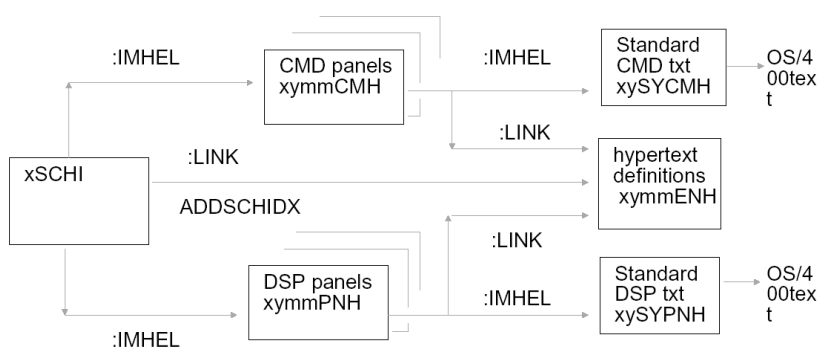 :IMHEL
CMD panels
xymmCMH
:IMHEL
Standard
CMD txt
xySYCMH
OS/4
00tex
t
:LINK
:LINK
hypertext
definitions
xymmENH
xSCHI
ADDSCHIDX
:LINK
DSP panels
xymmPNH
:IMHEL
Standard
DSP txt
xySYPNH
OS/4
00tex
t
:IMHEL